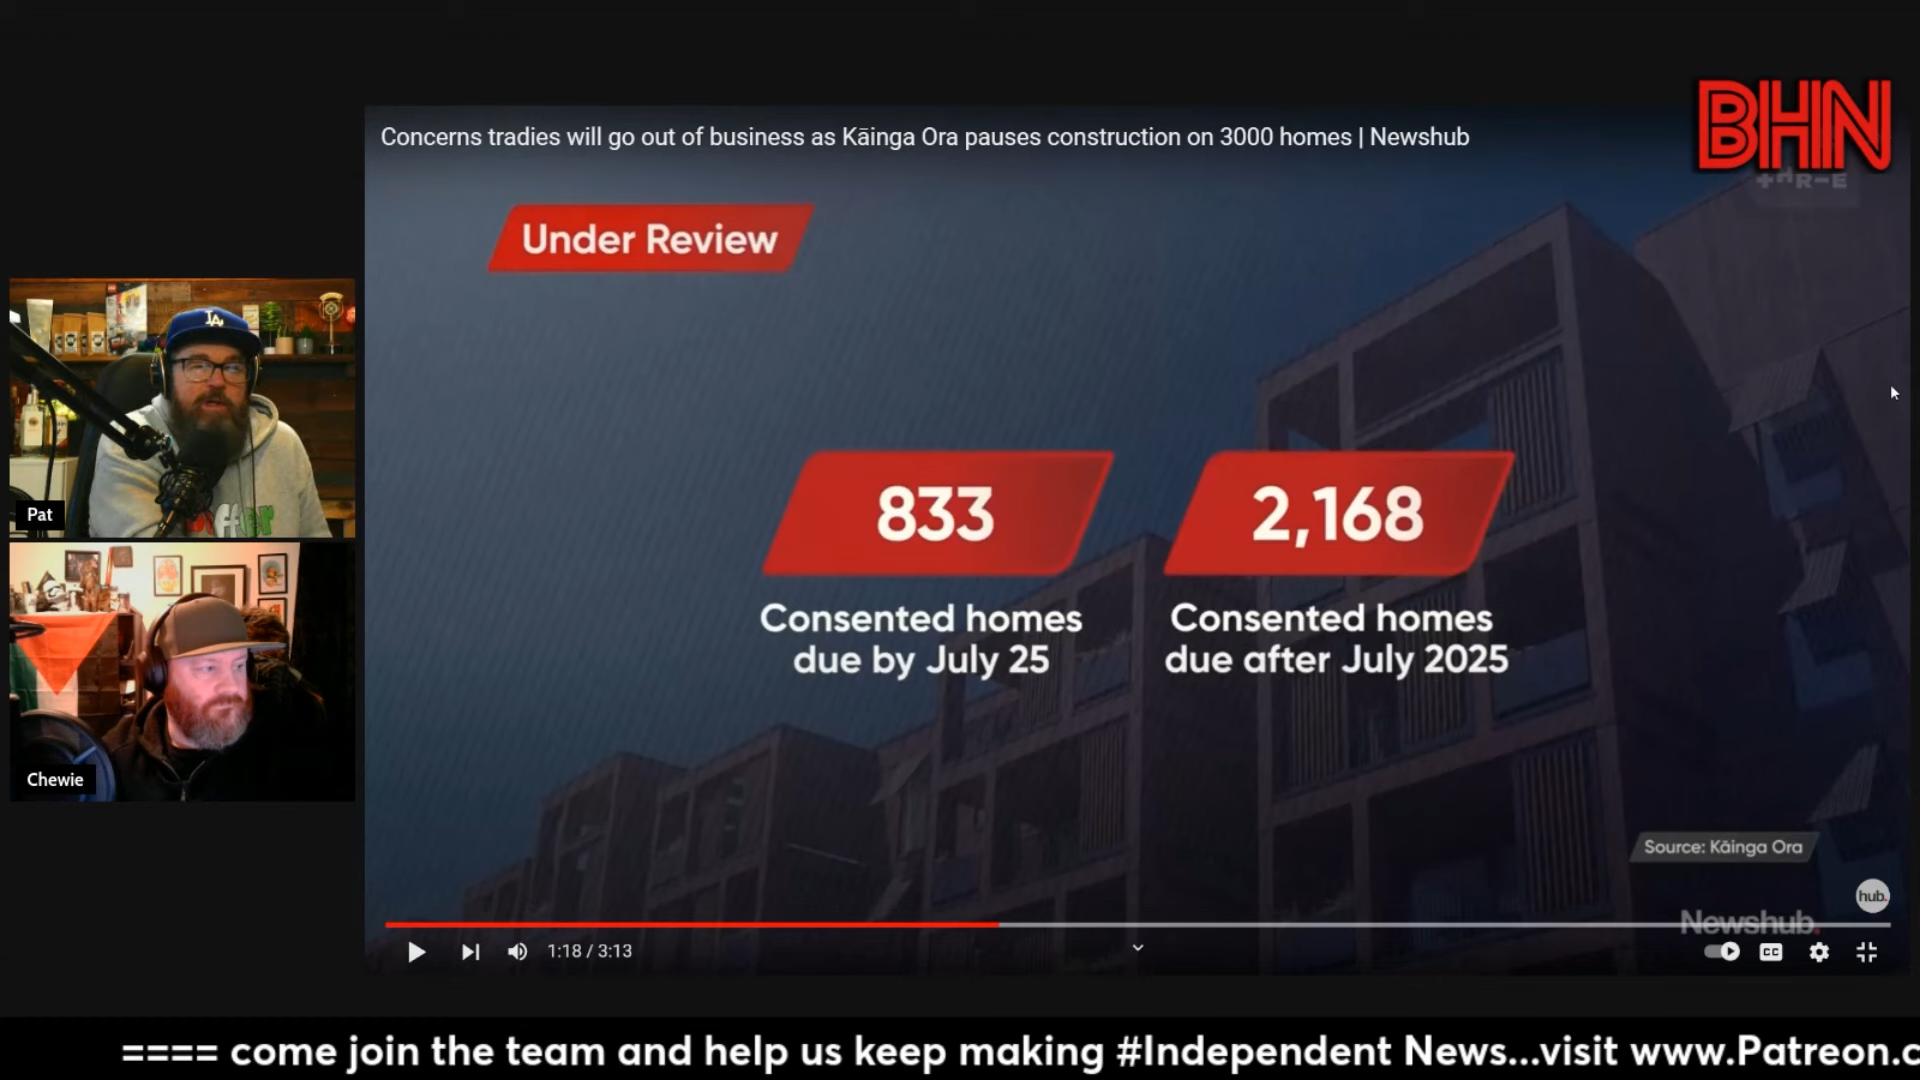 BHN
Concerns tradies will go out of business as Kāinga Ora pauses construction on 3000 homes | Newshub
Under Review
LA
Pat
Chewie
833
2,168
Consented homes
due by July 25
Consented homes
due after July 2025
Source: Kāinga Ora
hub.
Newshub.
1:18 / 3:13
CC
==== come join the team and help us keep making #Independent News...visit www.Patreon.c